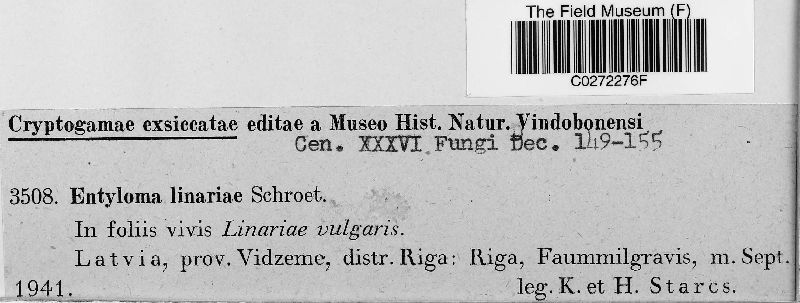 The Field Museum (F)
C0272276F
Cryptogamae exsiccatae editae a Museo Hist. Natur. Vindobonensi
Cen. XXXVI Fungi Dec. 149-155
3508. Entyloma linariae Schroet.
In foliis vivis Linariae vulgaris.
Latvia, prov. Vidzeme, distr. Riga: Riga, Faummilgravis, m. Sept.
1941. leg. K. et H. Starcs.